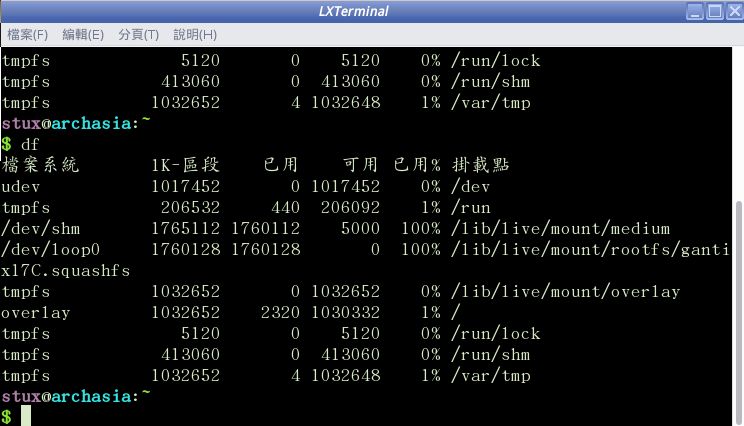 LXTerminal
檔案(F) 編輯(E) 分頁(T) 說明(H)
tmpfs 5120 0 5120 0% /run/lock
tmpfs 413060 0 413060 0% /run/shm
tmpfs 1032652 4 1032648 1% /var/tmp
stux@archasia:~
$ df
檔案系統 1K-區段 已用 可用 已用% 掛載點
udev 1017452 0 1017452 0% /dev
tmpfs 206532 440 206092 1% /run
/dev/shm 1765112 1760112 5000 100% /lib/live/mount/medium
/dev/loop0 1760128 1760128 0 100% /lib/live/mount/rootfs/ganti
x17C.squashfs
tmpfs 1032652 0 1032652 0% /lib/live/mount/overlay
overlay 1032652 2320 1030332 1% /
tmpfs 5120 0 5120 0% /run/lock
tmpfs 413060 0 413060 0% /run/shm
tmpfs 1032652 4 1032648 1% /var/tmp
stux@archasia:~
$